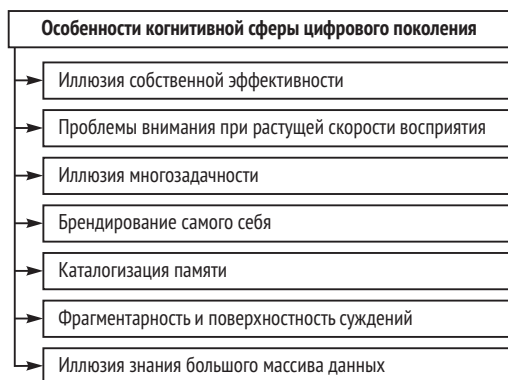 Особенности когнитивной сферы цифрового поколения
Иллюзия собственной эффективности
Проблемы внимания при растущей скорости восприятия
Иллюзия многозадачности
Брендирование самого себя
Каталогизация памяти
Фрагментарность и поверхностность суждений
Иллюзия знания большого массива данных